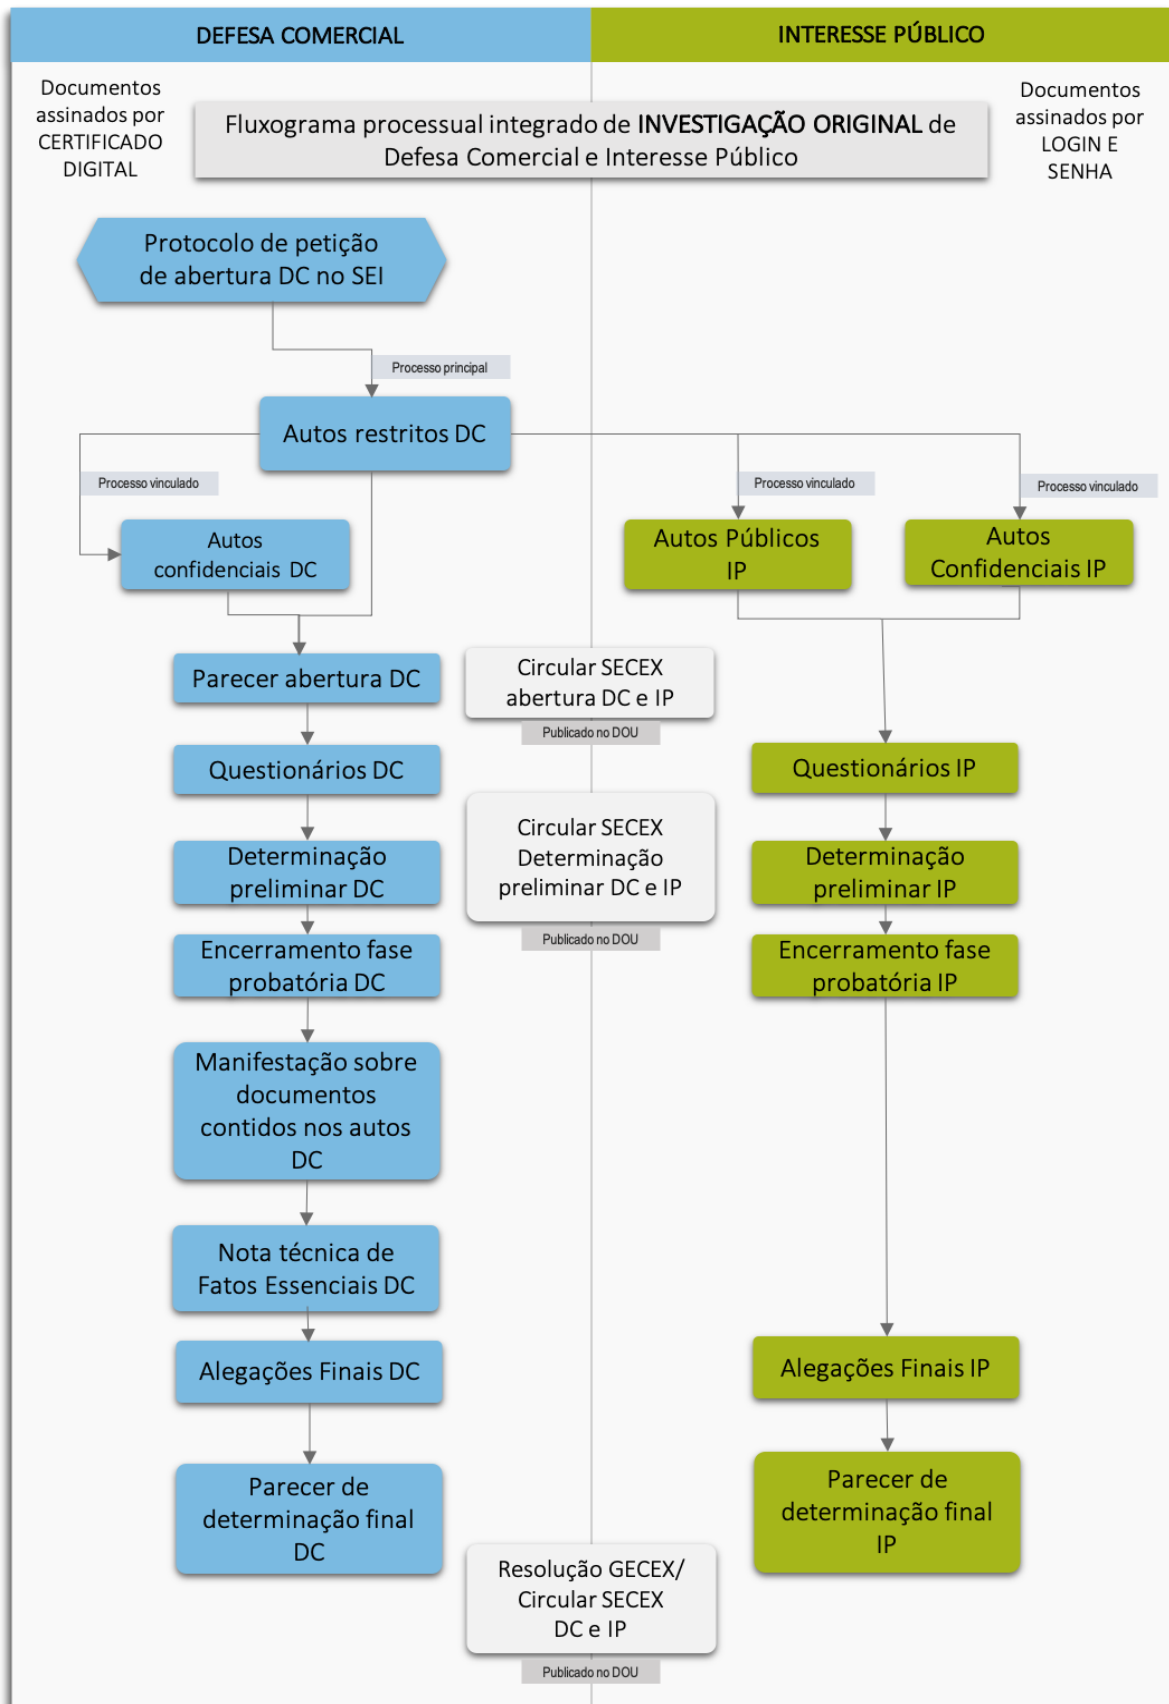 DEFESA COMERCIAL
INTERESSE PÚBLICO
Documentos
assinados por
CERTIFICADO
DIGITAL
Fluxograma processual integrado de INVESTIGAÇÃO ORIGINAL de
Defesa Comercial e Interesse Público
Documentos
assinados por
LOGIN E
SENHA
Protocolo de petição
de abertura DC no SEI
Processo principal
Autos restritos DC
Processo vinculado
Processo vinculado
Processo vinculado
Autos
confidenciais DC
Autos Públicos
IP
Autos
Confidenciais IP
Parecer abertura DC
Circular SECEX
abertura DC e IP
Publicado no DOU
Questionários DC
Questionários IP
Circular SECEX
Determinação
preliminar DC e IP
Publicado no DOU
Determinação
preliminar DC
Determinação
preliminar IP
Encerramento fase
probatória DC
Encerramento fase
probatória IP
Manifestação sobre
documentos
contidos nos autos
DC
Nota técnica de
Fatos Essenciais DC
Alegações Finais DC
Alegações Finais IP
Parecer de
determinação final
DC
Parecer de
determinação final
IP
Resolução GECEX/
Circular SECEX
DC e IP
Publicado no DOU